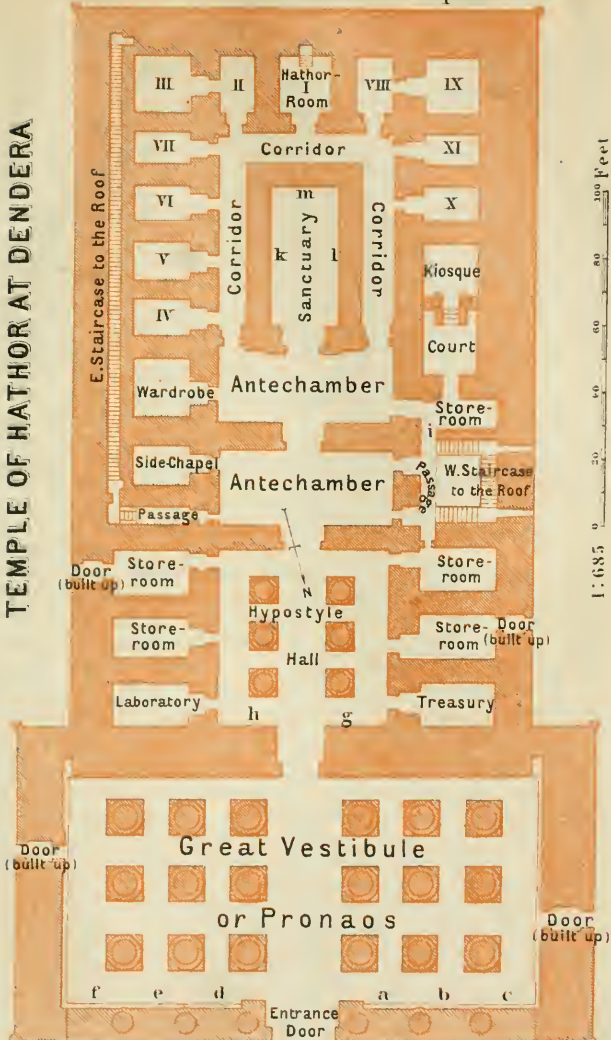 TEMPLE OF HATHOR AT DENDERA
III
II
Hathor-
I
Room
VIII
IX
VII
Corridor
XI
VI
m
X
E. Staircase to the Roof
Corridor
k
Sanctuary
l
Corridor
V
Kiosque
IV
Court
Wardrobe
Antechamber
Store-
room
i
Side-Chapel
Antechamber
Passage
W. Staircase
to the Roof
Passage
Door
(built up)
Store-
room
N
Store-
room
Hypostyle
Hall
Store-
room
Store-
room
Door
(built up)
Laboratory
h
g
Treasury
Door
(built up)
Great Vestibule
or Pronaos
Door
(built up)
f
e
d
a
b
c
Entrance
Door
100 Feet
80
60
40
20
0
1:685